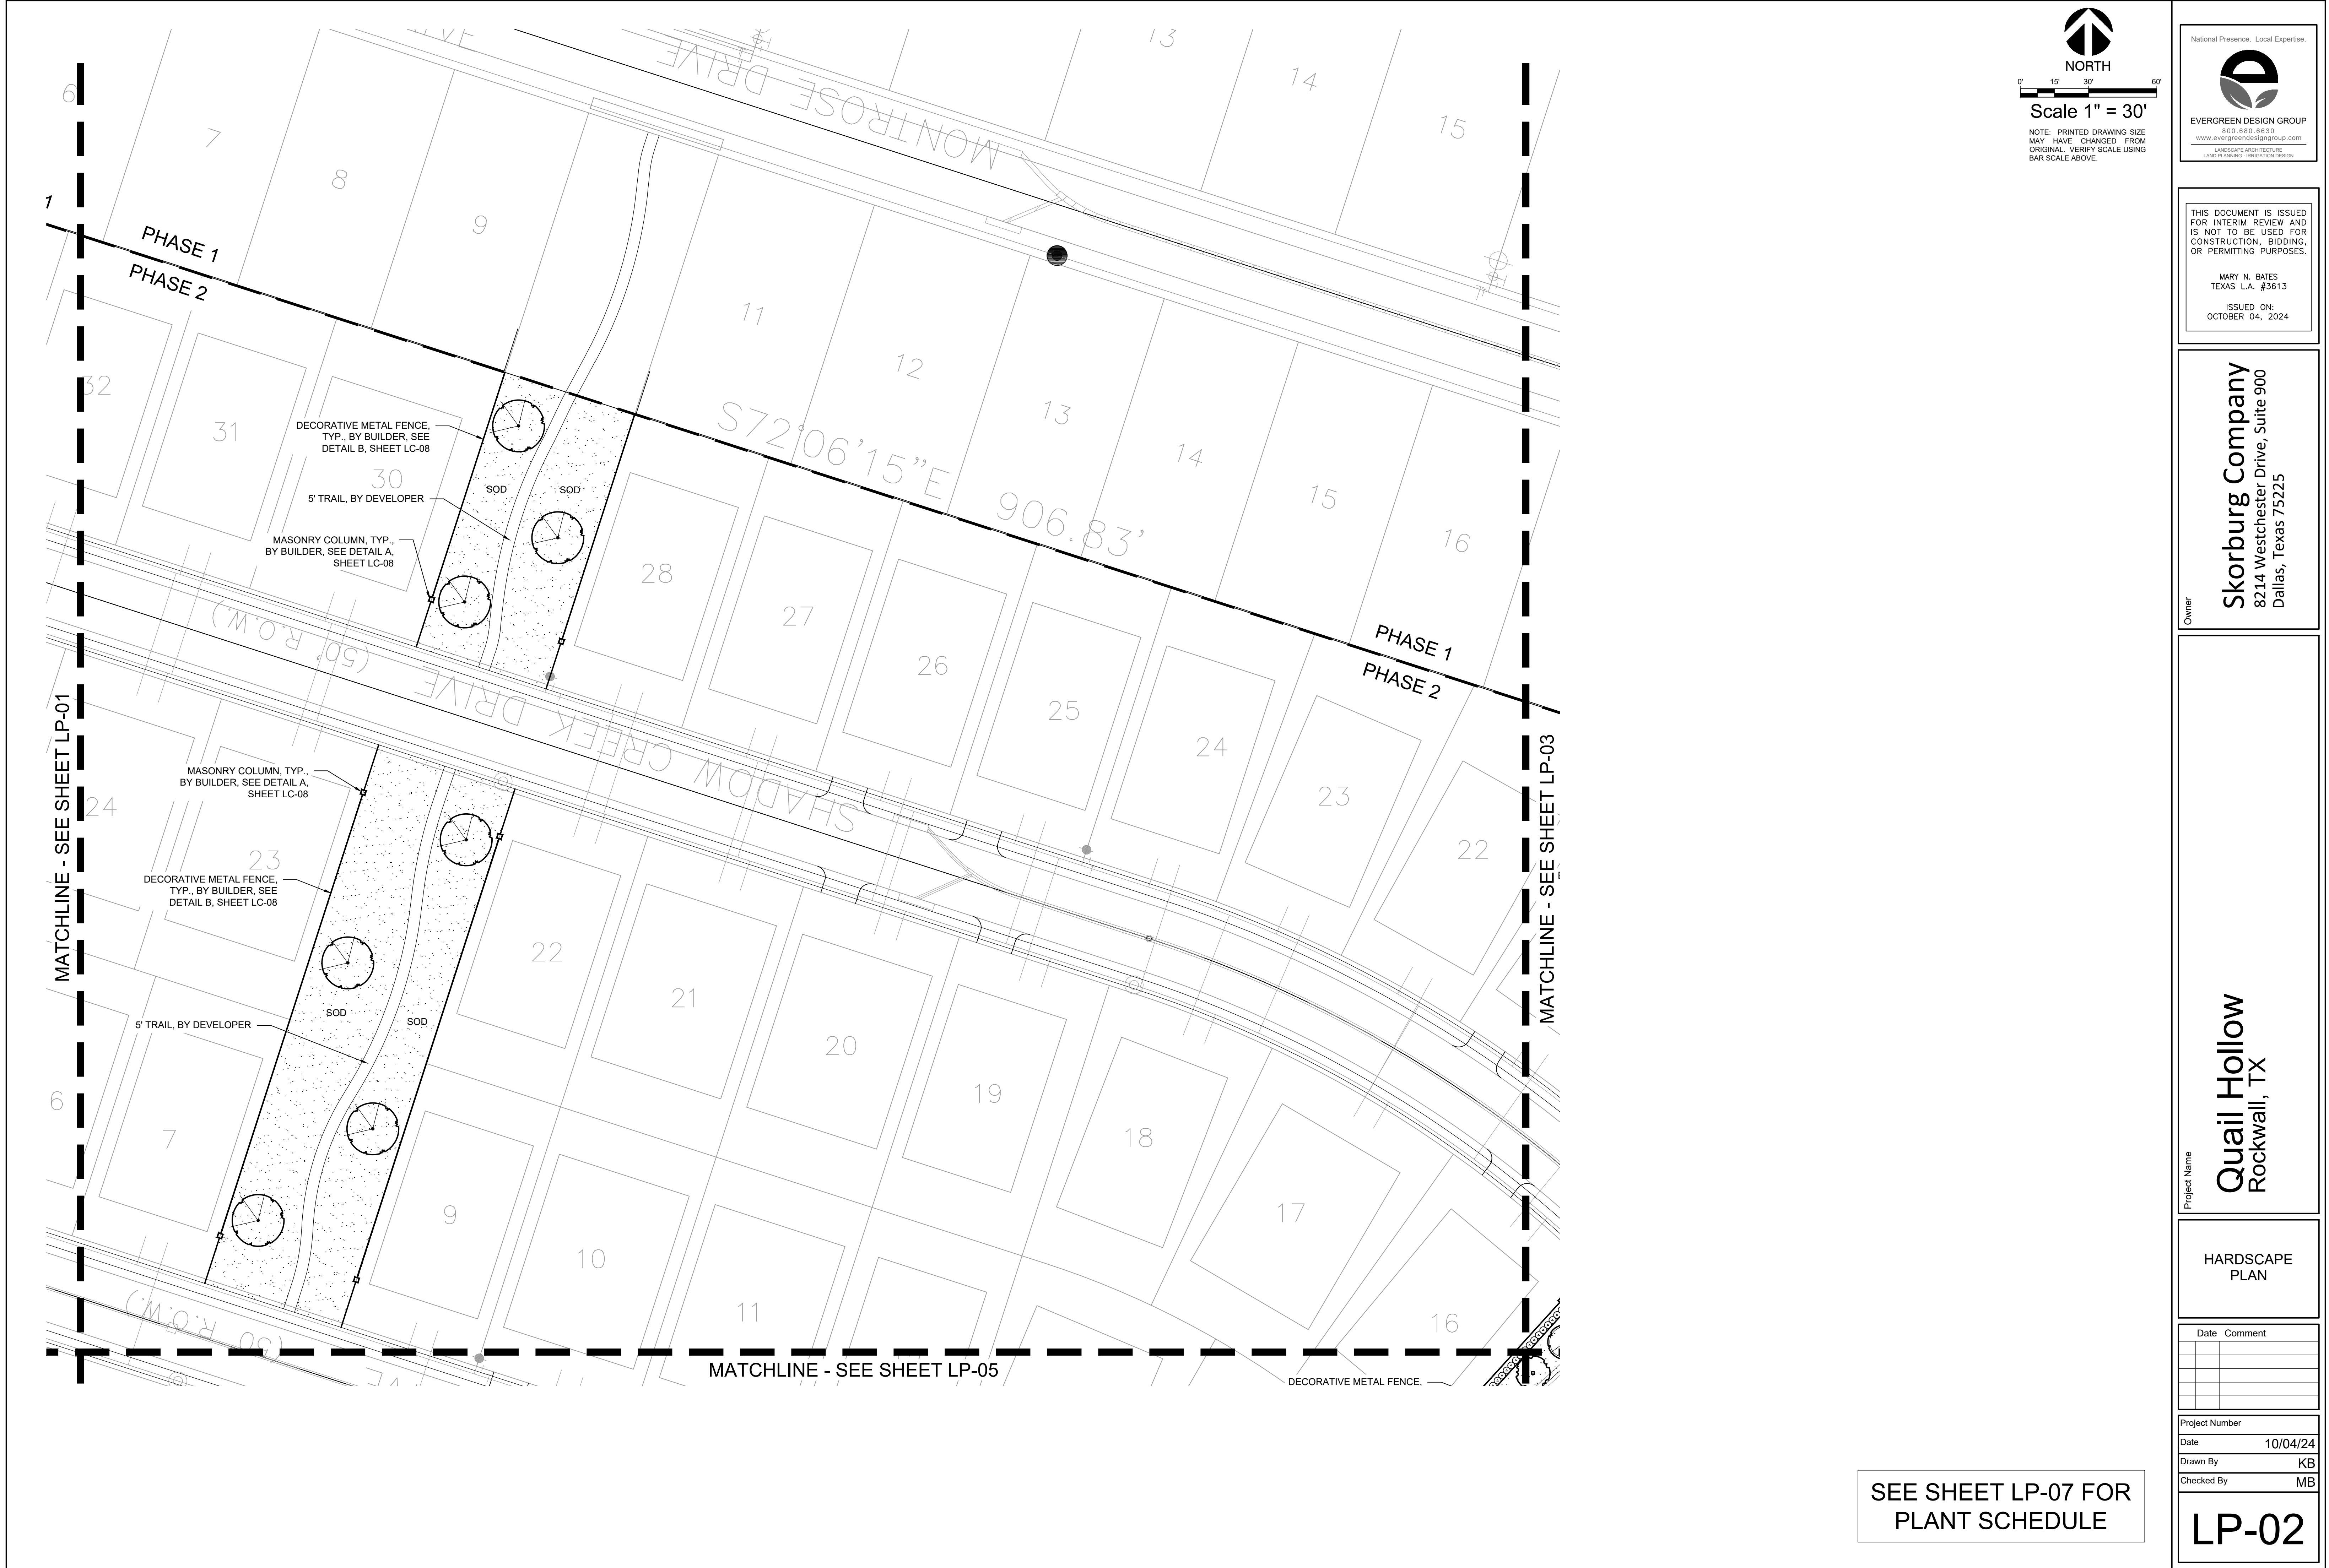 NORTH
0' 15' 30' 60'
Scale 1" = 30'
NOTE: PRINTED DRAWING SIZE
MAY HAVE CHANGED FROM
ORIGINAL. VERIFY SCALE USING
BAR SCALE ABOVE.
National Presence. Local Expertise.
e
EVERGREEN DESIGN GROUP
800.680.6630
www.evergreendesigngroup.com
LANDSCAPE ARCHITECTURE
LAND PLANNING · IRRIGATION DESIGN
THIS DOCUMENT IS ISSUED
FOR INTERIM REVIEW AND
IS NOT TO BE USED FOR
CONSTRUCTION, BIDDING,
OR PERMITTING PURPOSES.
MARY N. BATES
TEXAS L.A. #3613
ISSUED ON:
OCTOBER 04, 2024
Owner
Skorburg Company
8214 Westchester Drive, Suite 900
Dallas, Texas 75225
Project Name
Quail Hollow
Rockwall, TX
HARDSCAPE
PLAN
Date Comment
Project Number
Date 10/04/24
Drawn By KB
Checked By MB
LP-02
SEE SHEET LP-07 FOR
PLANT SCHEDULE
MONTROSE DRIVE
13
14
15
6
7
8
9
1
PHASE 1
PHASE 2
11
12
13
14
15
16
S72°06'15"E 906.83'
PHASE 1
PHASE 2
32
31
30
DECORATIVE METAL FENCE,
TYP., BY BUILDER, SEE
DETAIL B, SHEET LC-08
5' TRAIL, BY DEVELOPER
MASONRY COLUMN, TYP.,
BY BUILDER, SEE DETAIL A,
SHEET LC-08
SOD
SOD
28
27
26
25
24
23
22
SHADOW CREEK DRIVE (50' R.O.W.)
MATCHLINE - SEE SHEET LP-01
MATCHLINE - SEE SHEET LP-03
MASONRY COLUMN, TYP.,
BY BUILDER, SEE DETAIL A,
SHEET LC-08
24
23
DECORATIVE METAL FENCE,
TYP., BY BUILDER, SEE
DETAIL B, SHEET LC-08
5' TRAIL, BY DEVELOPER
SOD
SOD
22
21
20
19
18
17
16
6
7
9
10
11
(50' R.O.W.)
MATCHLINE - SEE SHEET LP-05
DECORATIVE METAL FENCE,